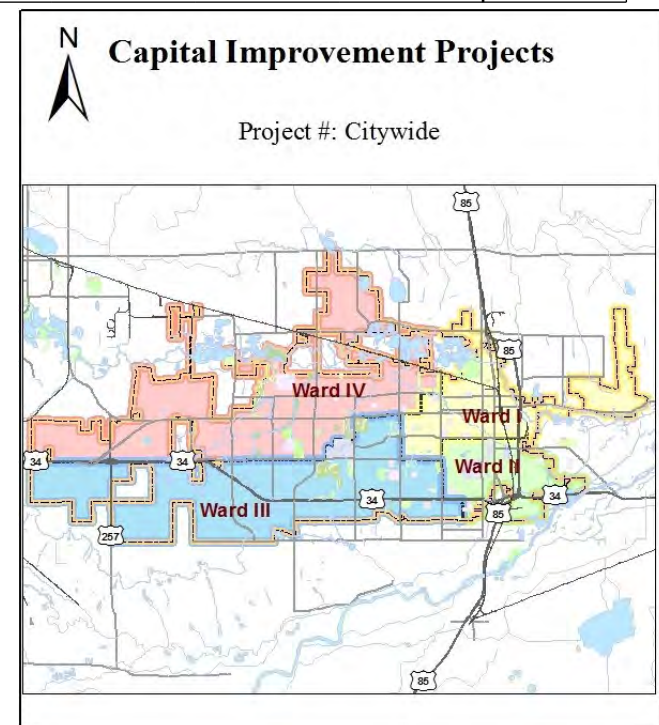 N
Capital Improvement Projects
Project #: Citywide
85
85
Ward IV
Ward I
34
34
Ward II
34
34
Ward III
85
257
85